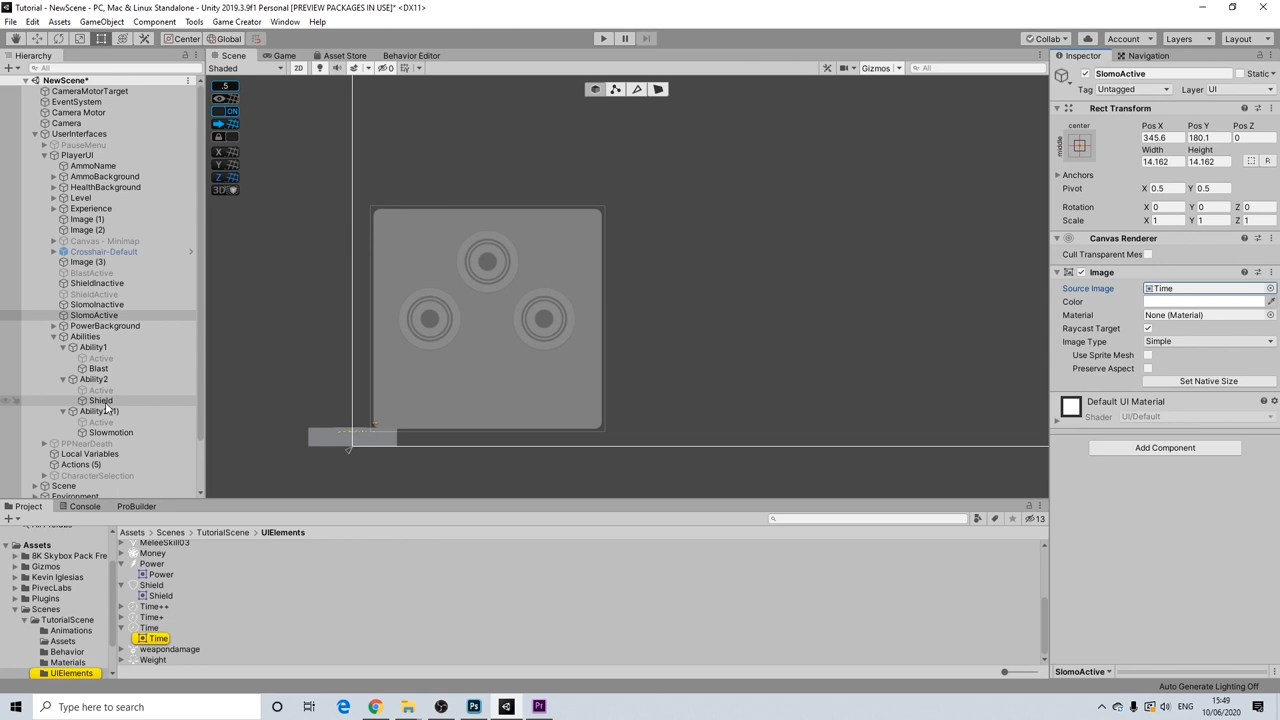 Tutorial - NewScene - PC, Mac & Linux Standalone - Unity 2019.3.9f1 Personal [PREVIEW PACKAGES IN USE]* <DX11>
File Edit Assets GameObject Component Tools Game Creator Window Help
Center Global Collab Account Layers Layout
Hierarchy Scene Game Asset Store Behavior Editor Inspector Navigation
All Shaded 2D 0 Gizmos All
NewScene*
CameraMotorTarget
EventSystem
Camera Motor
Camera
UserInterfaces
PauseMenu
PlayerUI
AmmoName
AmmoBackground
HealthBackground
Level
Experience
Image (1)
Image (2)
Canvas - Minimap
Crosshair-Default
Image (3)
BlastActive
ShieldInactive
ShieldActive
SlomoInactive
SlomoActive
PowerBackground
Abilities
Ability1
Active
Blast
Ability2
Active
Shield
Active
Slowmotion
PPNearDeath
Local Variables
Actions (5)
CharacterSelection
Scene
Environment
.5
ON
X
Y
Z
3D
SlomoActive Static
Tag Untagged Layer UI
Rect Transform
center
middle
Pos X Pos Y Pos Z
345.6 180.1 0
Width Height
14.162 14.162
R
Anchors
Pivot X 0.5 Y 0.5
Rotation X 0 Y 0 Z 0
Scale X 1 Y 1 Z 1
Canvas Renderer
Cull Transparent Mes
Image
Source Image Time
Color
Material None (Material)
Raycast Target
Image Type Simple
Use Sprite Mesh
Preserve Aspect
Set Native Size
Default UI Material
Shader UI/Default
Add Component
SlomoActive
Project Console ProBuilder
13
Assets
8K Skybox Pack Fre
Gizmos
Kevin Iglesias
PivecLabs
Plugins
Scenes
TutorialScene
Animations
Assets
Behavior
Materials
UIElements
Assets Scenes TutorialScene UIElements
MeleeSkill03
Money
Power
Power
Shield
Shield
Time++
Time+
Time
Time
weapondamage
Weight
Auto Generate Lighting Off
Type here to search
ENG
15:49
10/06/2020